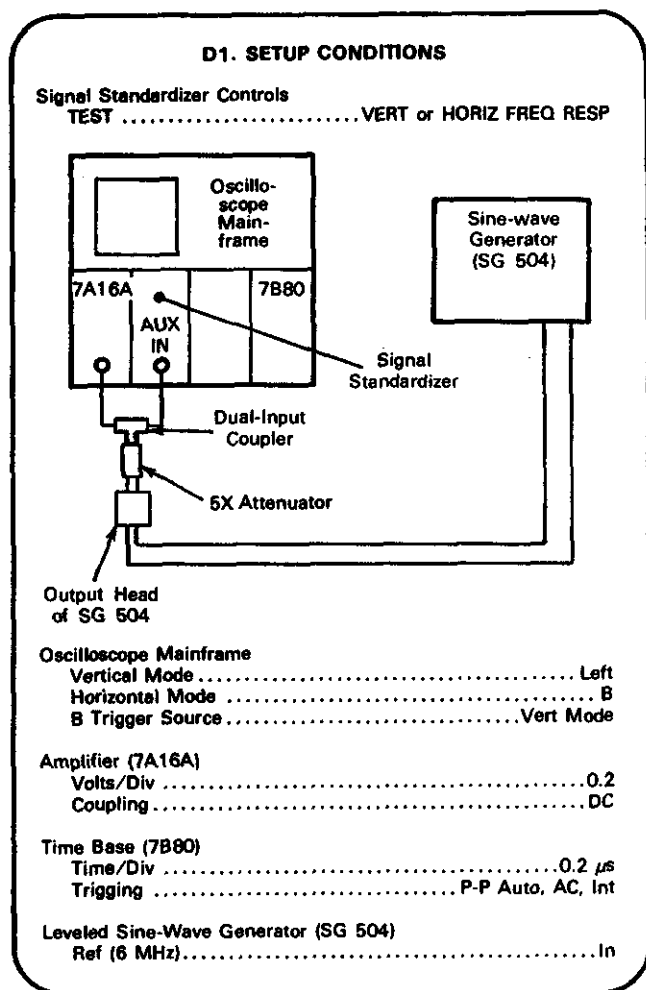 D1. SETUP CONDITIONS
Signal Standardizer Controls
TEST ........................ VERT or HORIZ FREQ RESP
Oscillo-
scope
Main-
frame
7A16A
7B80
AUX
IN
Sine-wave
Generator
(SG 504)
Signal
Standardizer
Dual-Input
Coupler
5X Attenuator
Output Head
of SG 504
Oscilloscope Mainframe
Vertical Mode ........................ Left
Horizontal Mode ........................ B
B Trigger Source ........................ Vert Mode
Amplifier (7A16A)
Volts/Div ........................ 0.2
Coupling ........................ DC
Time Base (7B80)
Time/Div ........................ 0.2 µs
Trigging ........................ P-P Auto, AC, Int
Leveled Sine-Wave Generator (SG 504)
Ref (6 MHz) ........................ In